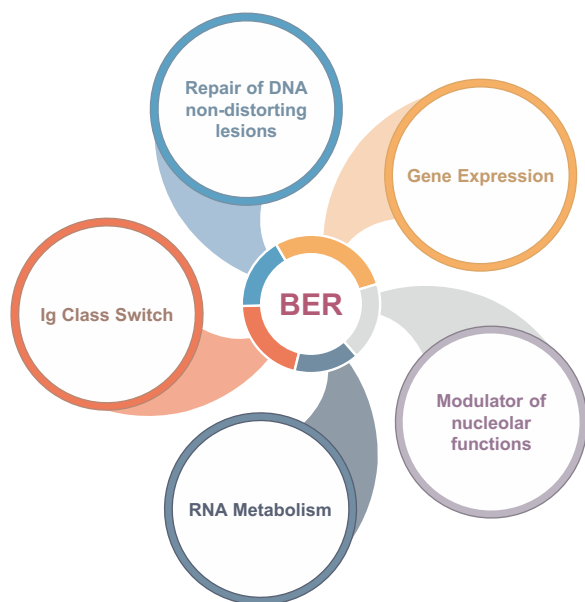 Repair of DNA
non-distorting
lesions
Gene Expression
Ig Class Switch
BER
Modulator of
nucleolar
functions
RNA Metabolism